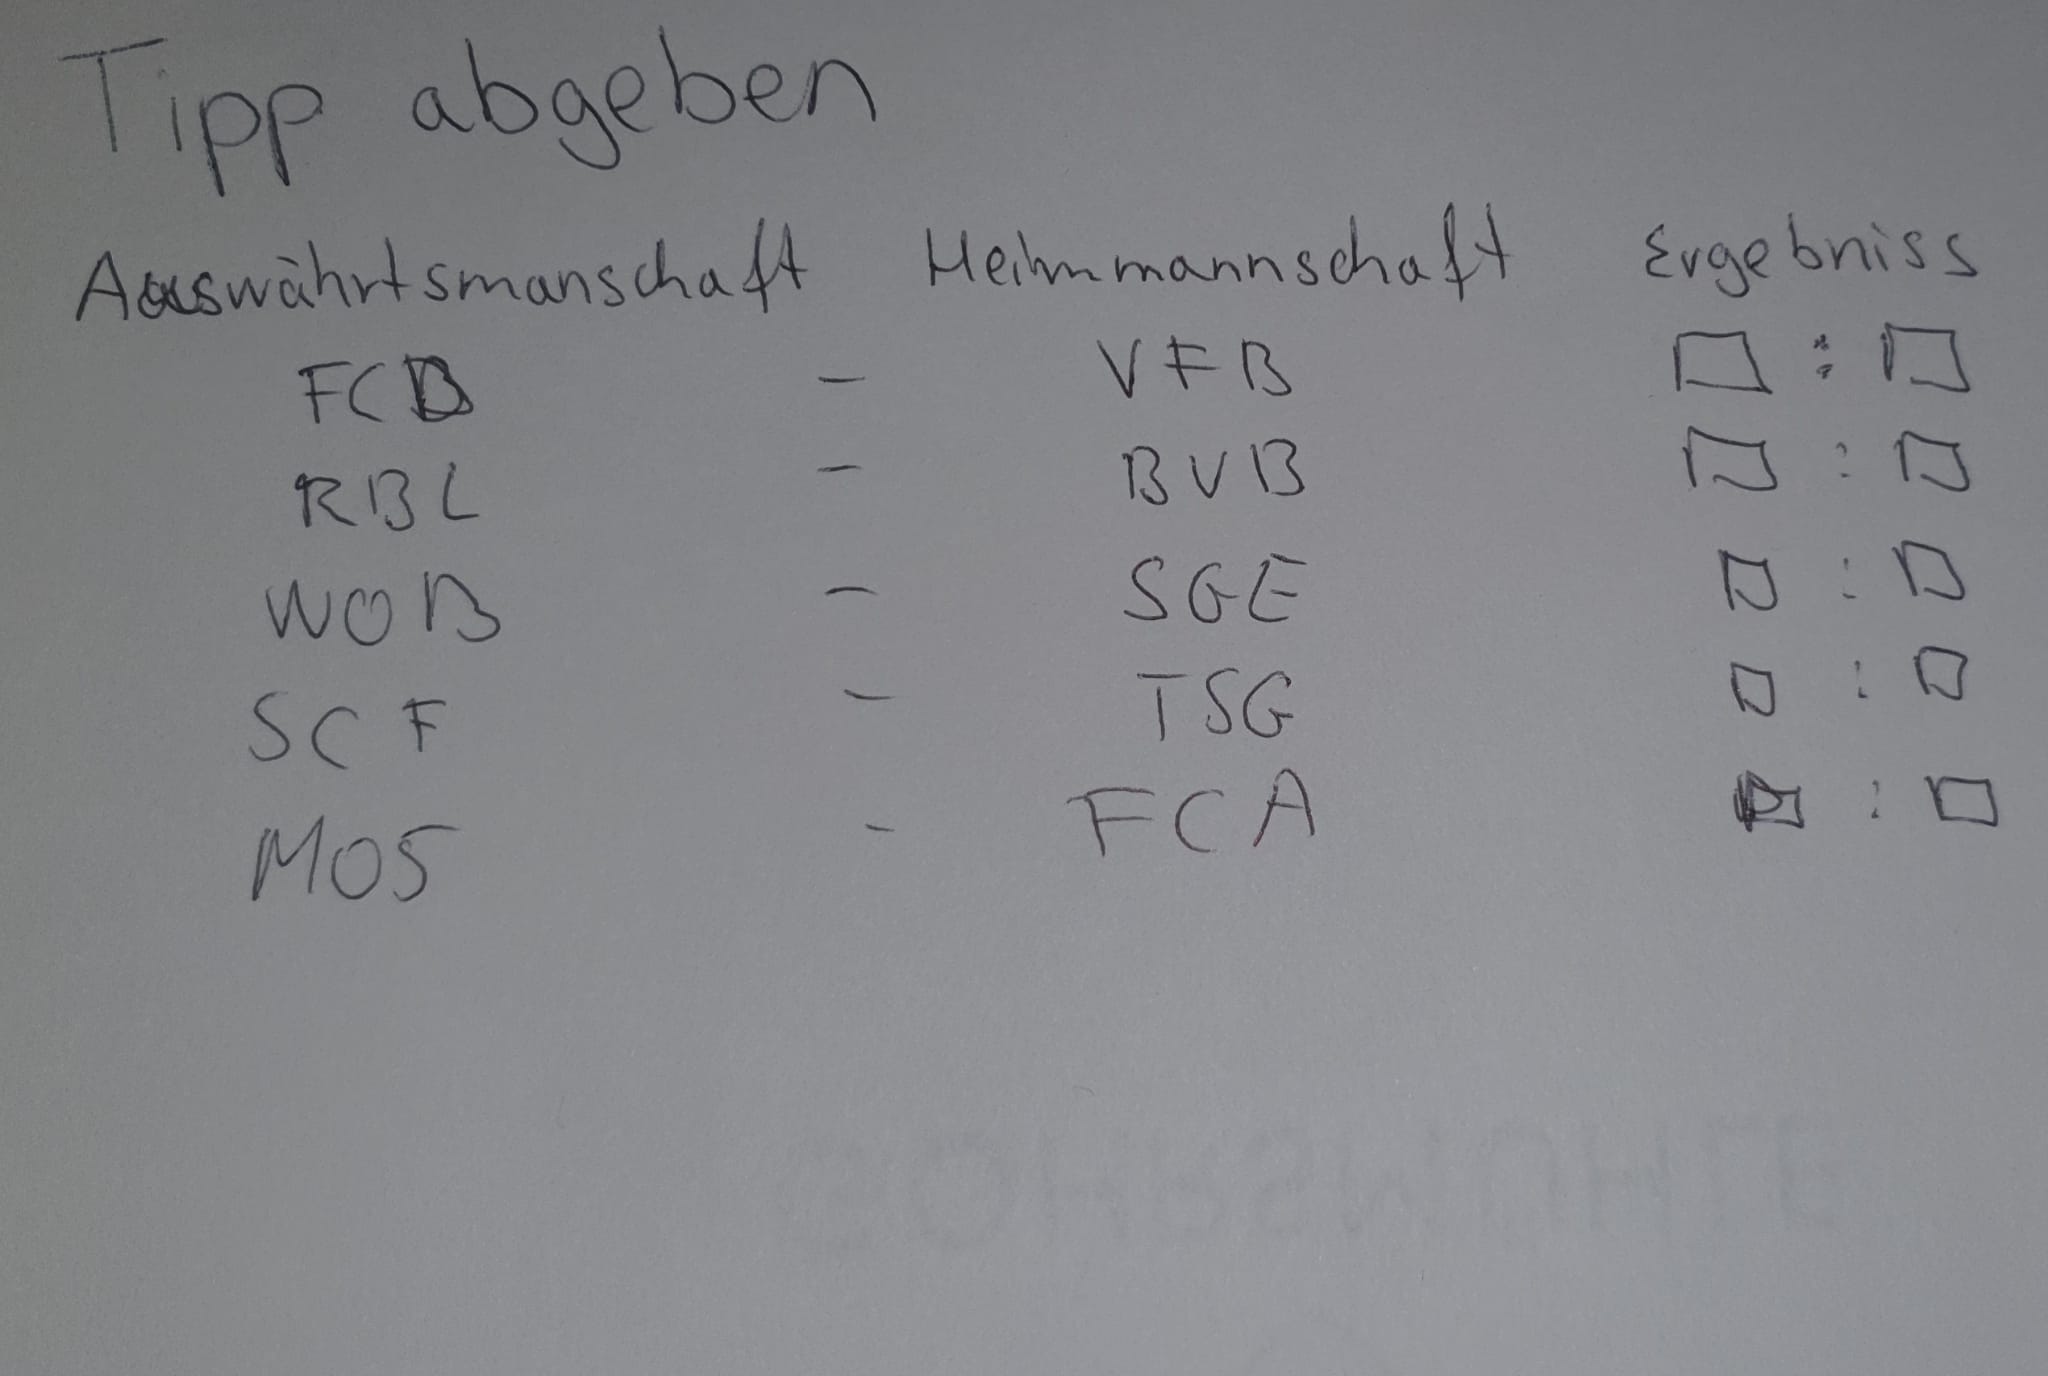 Tipp abgeben
Auswährtsmanschaft Heimmannschaft Ergebniss
FCB - VFB :
RBL - BVB :
WOB - SGE :
SCF - TSG :
M05 - FCA :